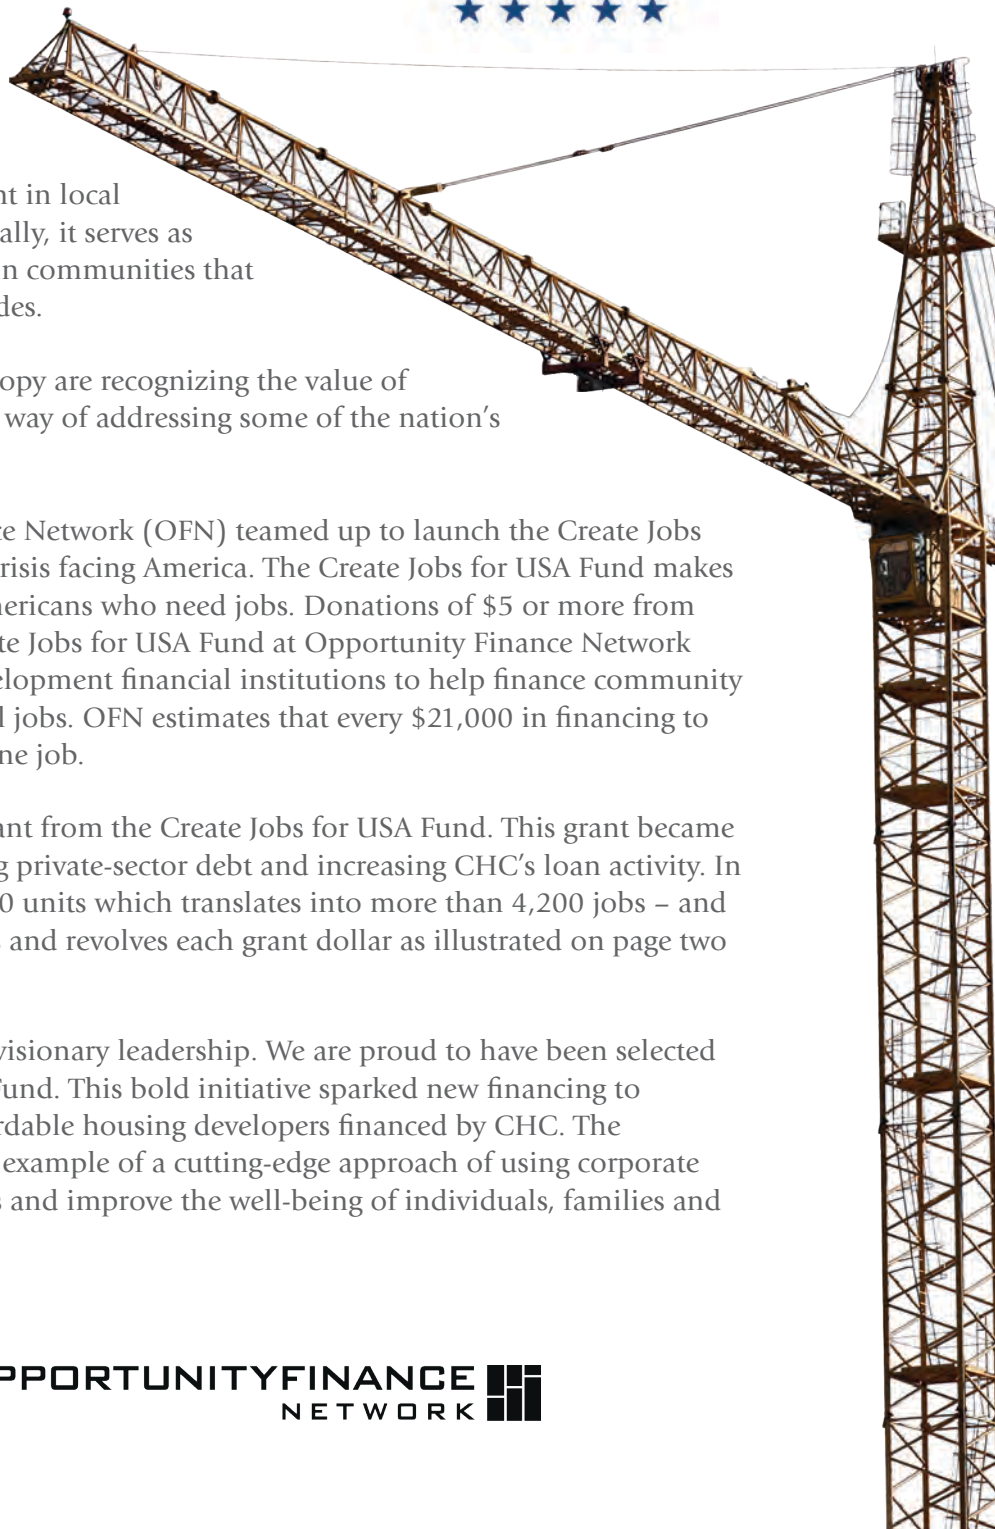 nt in local
ally, it serves as
n communities that
des.
opy are recognizing the value of
way of addressing some of the nation's
ce Network (OFN) teamed up to launch the Create Jobs
risis facing America. The Create Jobs for USA Fund makes
nericans who need jobs. Donations of $5 or more from
te Jobs for USA Fund at Opportunity Finance Network
elopment financial institutions to help finance community
l jobs. OFN estimates that every $21,000 in financing to
ne job.
ant from the Create Jobs for USA Fund. This grant became
g private-sector debt and increasing CHC's loan activity. In
0 units which translates into more than 4,200 jobs – and
s and revolves each grant dollar as illustrated on page two
visionary leadership. We are proud to have been selected
Fund. This bold initiative sparked new financing to
rdable housing developers financed by CHC. The
example of a cutting-edge approach of using corporate
s and improve the well-being of individuals, families and
PPORTUNITYFINANCE
NETWORK